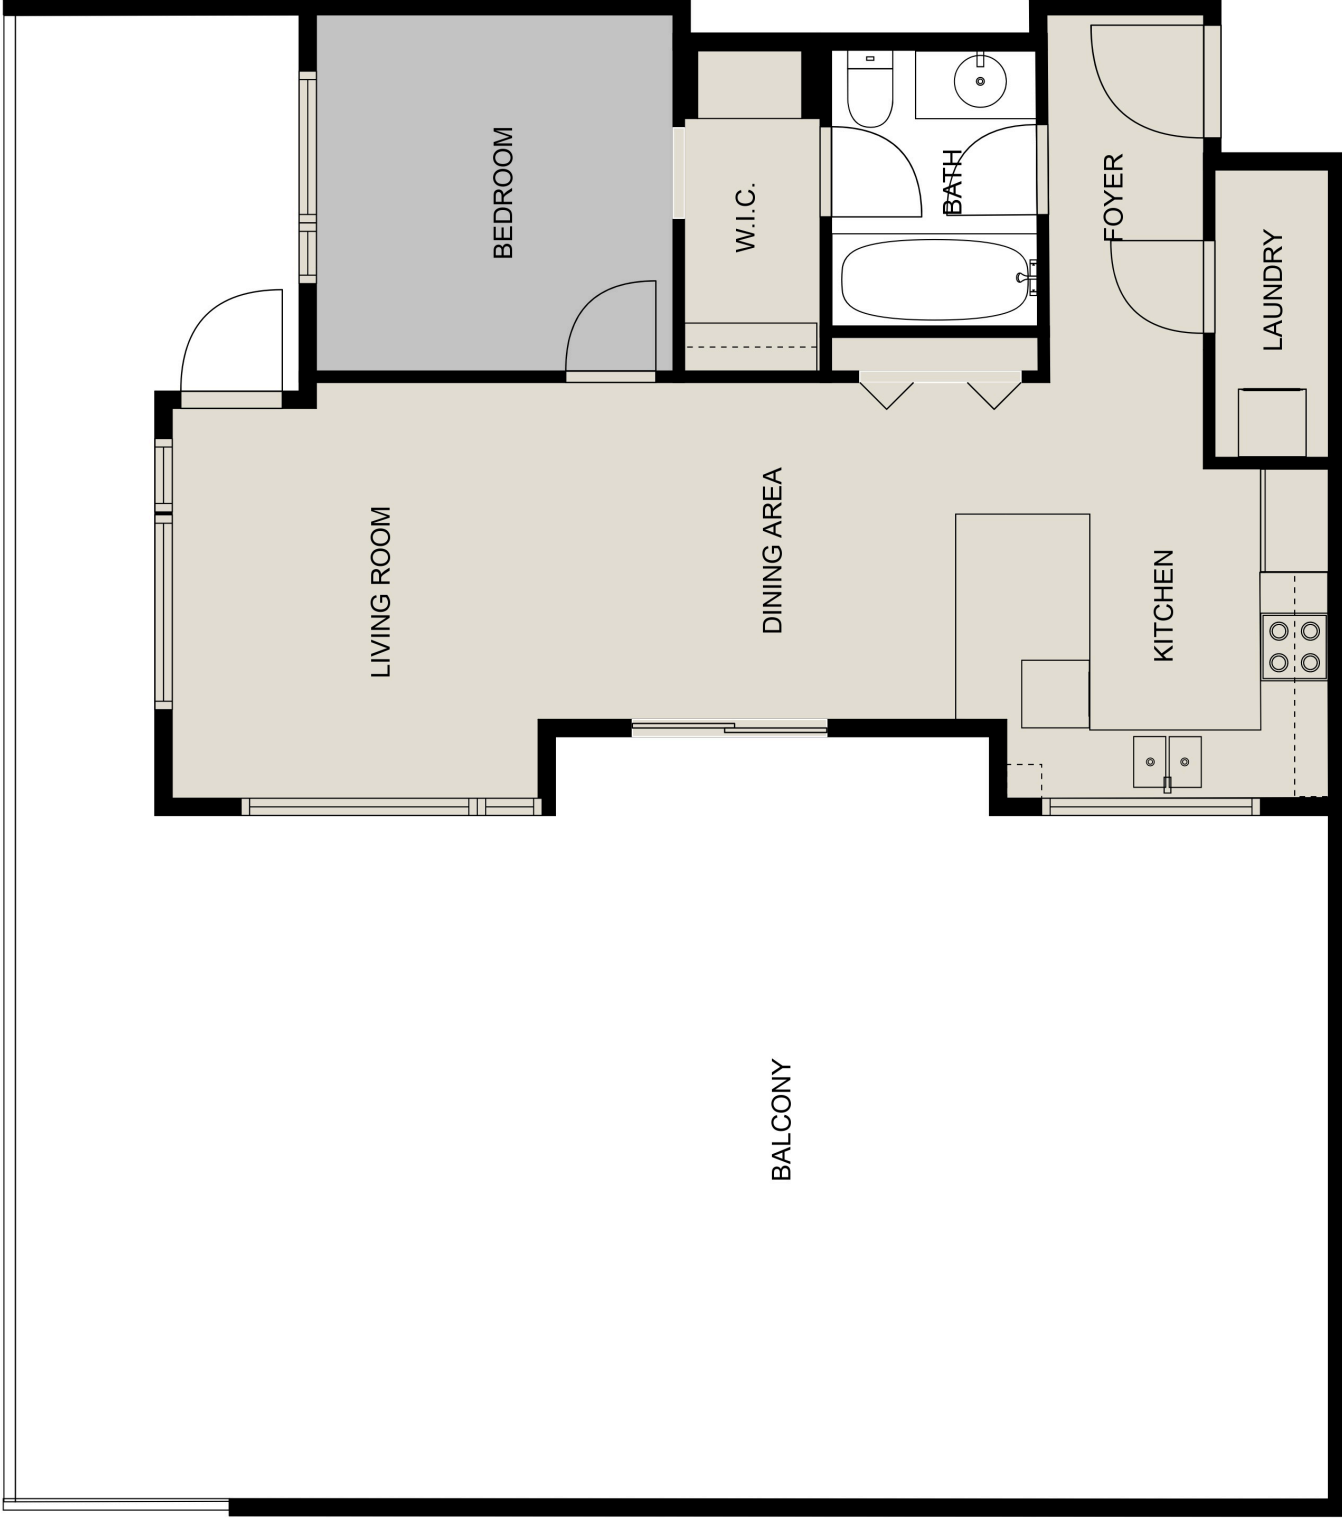 BEDROOM
W.I.C.
BATH
FOYER
LAUNDRY
LIVING ROOM
DINING AREA
KITCHEN
BALCONY